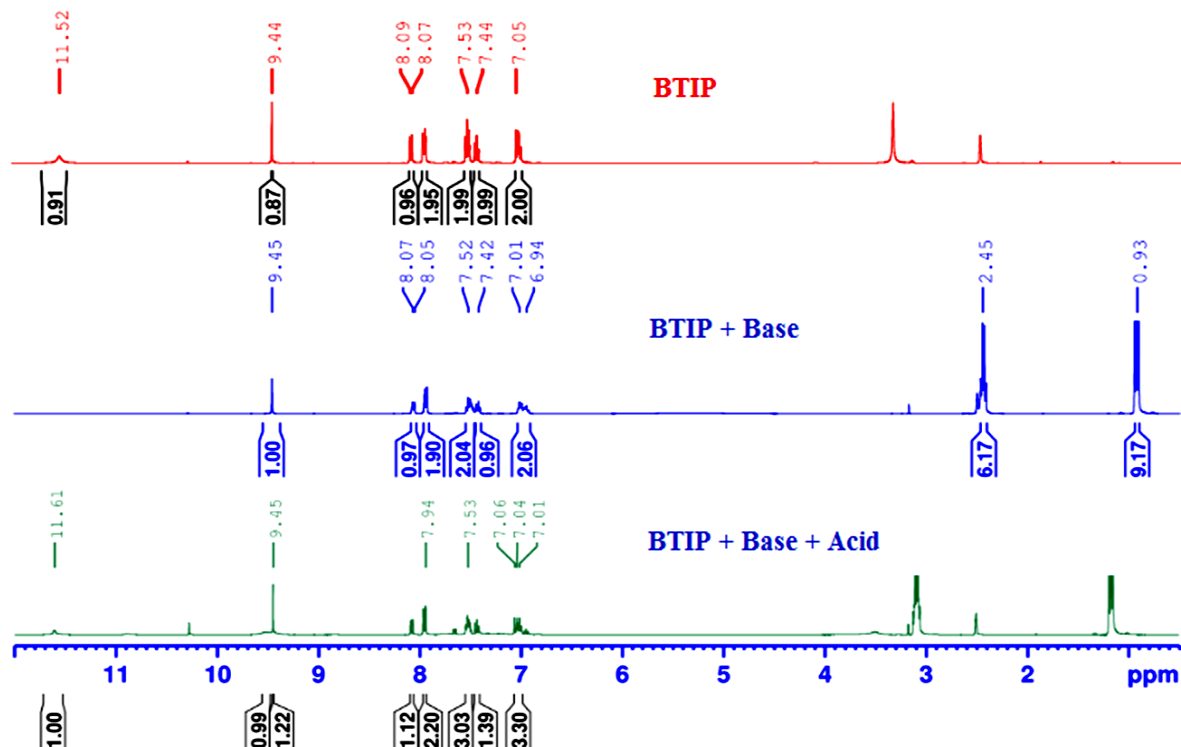 11.52 9.44 8.09 8.07 7.53 7.44 7.05
BTIP
0.91 0.87 0.96 1.95 1.99 0.99 2.00
9.45 8.07 8.05 7.52 7.42 7.01 6.94 2.45 0.93
BTIP + Base
1.00 0.97 1.90 2.04 0.96 2.06 6.17 9.17
11.61 9.45 7.94 7.53 7.06 7.04 7.01
BTIP + Base + Acid
11 10 9 8 7 6 5 4 3 2 ppm
1.00 0.99 1.22 1.12 2.20 3.03 1.39 3.30